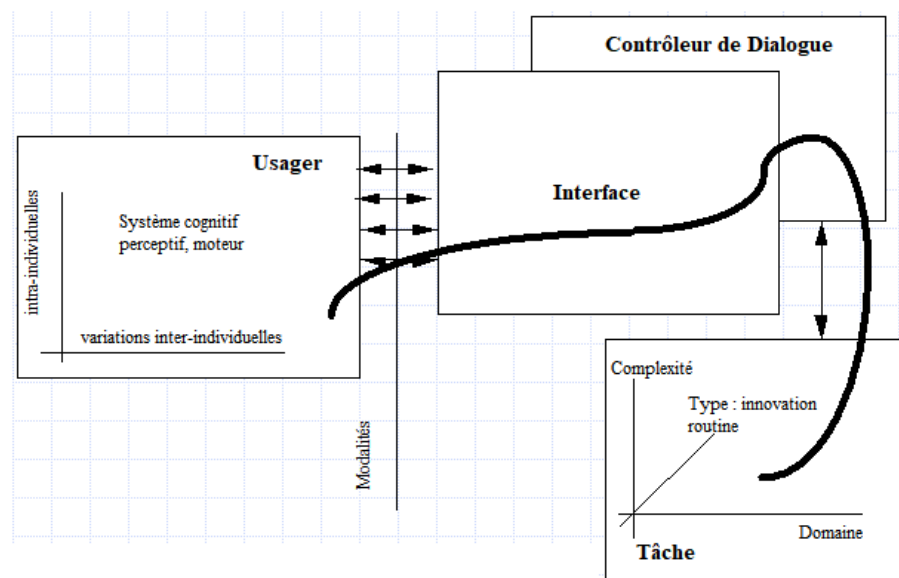 Contrôleur de Dialogue
Usager
Interface
Système cognitif
perceptif, moteur
intra-individuelles
variations inter-individuelles
Modalités
Complexité
Type : innovation
routine
Domaine
Tâche